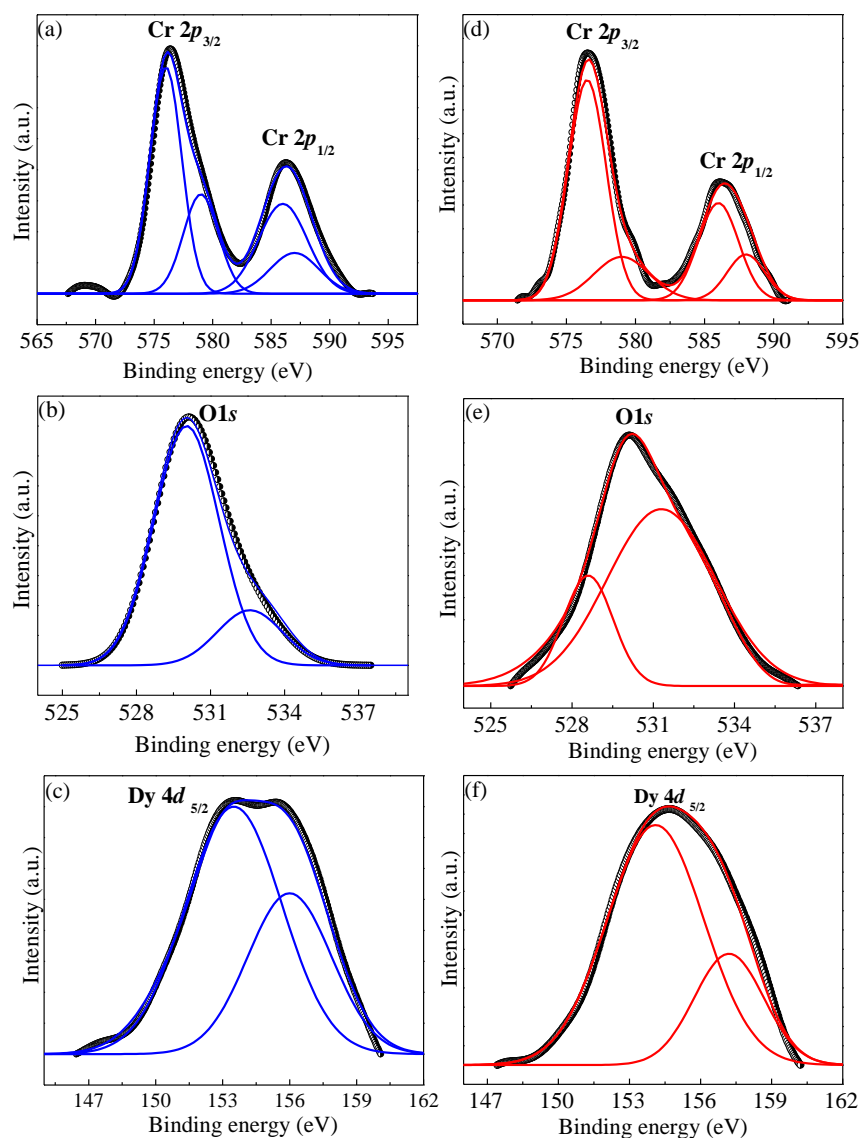 (a)
Cr 2p3/2
Cr 2p1/2
Intensity (a.u.)
565 570 575 580 585 590 595
Binding energy (eV)
(d)
Cr 2p3/2
Cr 2p1/2
Intensity (a.u.)
570 575 580 585 590 595
Binding energy (eV)
(b)
O1s
Intensity (a.u.)
525 528 531 534 537
Binding energy (eV)
(e)
O1s
Intensity (a.u.)
525 528 531 534 537
Binding energy (eV)
(c)
Dy 4d 5/2
Intensity (a.u.)
147 150 153 156 159 162
Binding energy (eV)
(f)
Dy 4d 5/2
Intensity (a.u.)
147 150 153 156 159 162
Binding energy (eV)